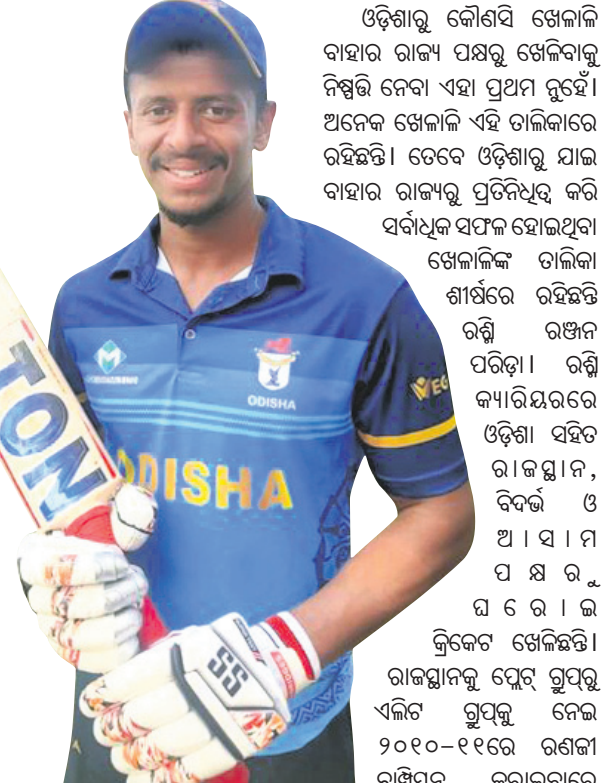 ଓଡ଼ିଶାରୁ କୌଣସି ଖେଳାଳି
ବାହାର ରାଜ୍ୟ ପକ୍ଷରୁ ଖେଳିବାକୁ
ନିଷ୍ପତ୍ତି ନେବା ଏହା ପ୍ରଥମ ନୁହେଁ।
ଅନେକ ଖେଳାଳି ଏହି ତାଲିକାରେ
ରହିଛନ୍ତି। ତେବେ ଓଡ଼ିଶାରୁ ଯାଇ
ବାହାର ରାଜ୍ୟରୁ ପ୍ରତିନିଧିତ୍ୱ କରି
ସର୍ବାଧିକ ସଫଳ ହୋଇଥିବା
ଖେଳାଳିଙ୍କ ତାଲିକା
ଶୀର୍ଷରେ ରହିଛନ୍ତି
ରଶ୍ମି ରଞ୍ଜନ
ପରିଡ଼ା। ରଶ୍ମି
କ୍ୟାରିୟରରେ
ଓଡ଼ିଶା ସହିତ
ରାଜସ୍ଥାନ,
ବିଦର୍ଭ ଓ
ଆସାମ
ପକ୍ଷରୁ
ଘରୋଇ
କ୍ରିକେଟ ଖେଳିଛନ୍ତି।
ରାଜସ୍ଥାନକୁ ପ୍ଲେଟ୍ ଗ୍ରୁପ୍‌ରୁ
ଏଲିଟ ଗ୍ରୁପ୍‌କୁ ନେଇ
୨୦୧୦-୧୧ରେ ରଣଜୀ
ODISHA
ODISHA
TON
SS